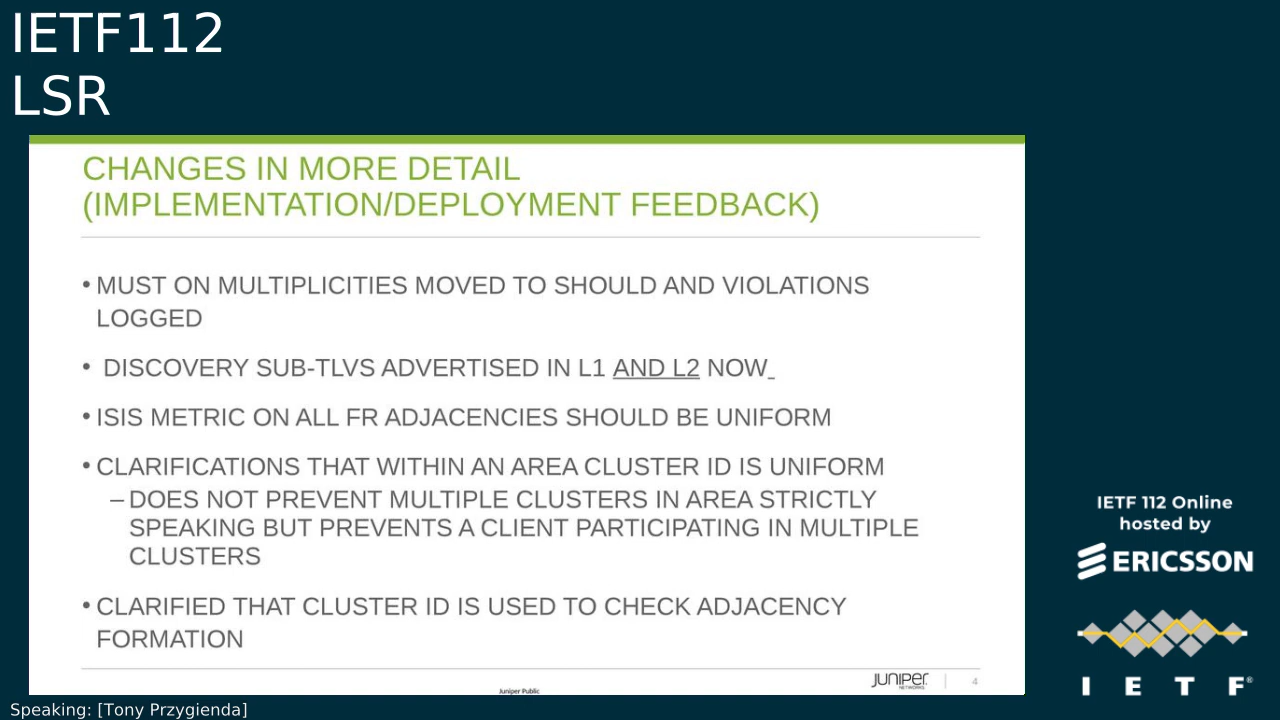 IETF112
LSR
CHANGES IN MORE DETAIL
(IMPLEMENTATION/DEPLOYMENT FEEDBACK)
• MUST ON MULTIPLICITIES MOVED TO SHOULD AND VIOLATIONS
LOGGED
• DISCOVERY SUB-TLVS ADVERTISED IN L1 AND L2 NOW
• ISIS METRIC ON ALL FR ADJACENCIES SHOULD BE UNIFORM
• CLARIFICATIONS THAT WITHIN AN AREA CLUSTER ID IS UNIFORM
– DOES NOT PREVENT MULTIPLE CLUSTERS IN AREA STRICTLY
SPEAKING BUT PREVENTS A CLIENT PARTICIPATING IN MULTIPLE
CLUSTERS
• CLARIFIED THAT CLUSTER ID IS USED TO CHECK ADJACENCY
FORMATION
JUNIPER
NETWORKS
4
Juniper Public
IETF 112 Online
hosted by
ERICSSON
I E T F®
Speaking: [Tony Przygienda]